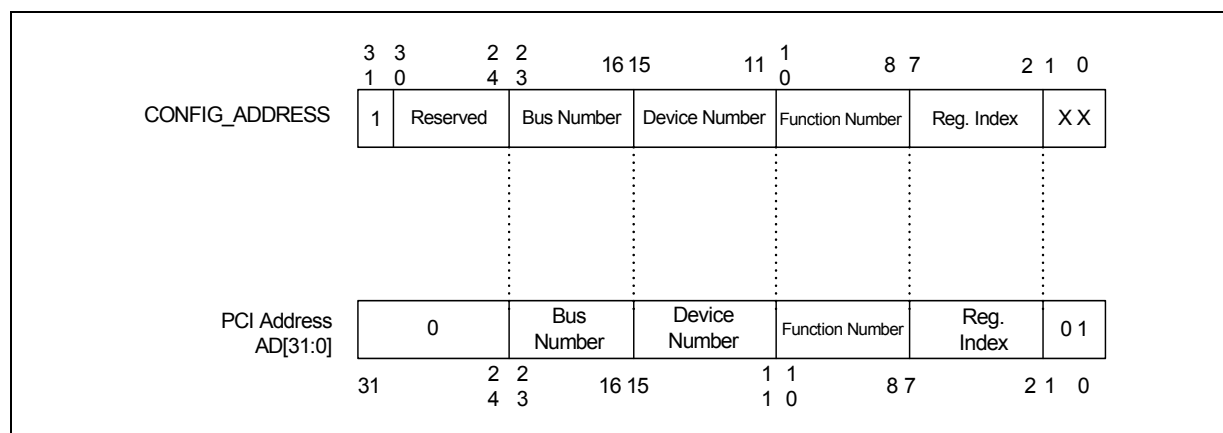 3 3 2 2 16 15 11 1 8 7 2 1 0
1 0 4 3 0
CONFIG_ADDRESS 1 Reserved Bus Number Device Number Function Number Reg. Index X X
PCI Address
AD[31:0]
0
Bus
Number
Device
Number
Function Number
Reg.
Index
0 1
31 2 2 16 15 1 1 8 7 2 1 0
4 3 1 0